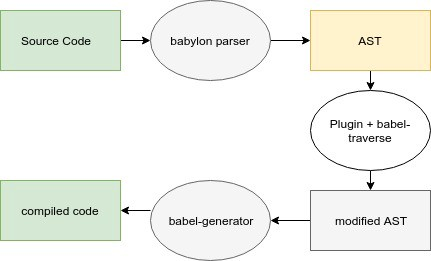 Source Code
babylon parser
AST
Plugin + babel-
traverse
modified AST
babel-generator
compiled code